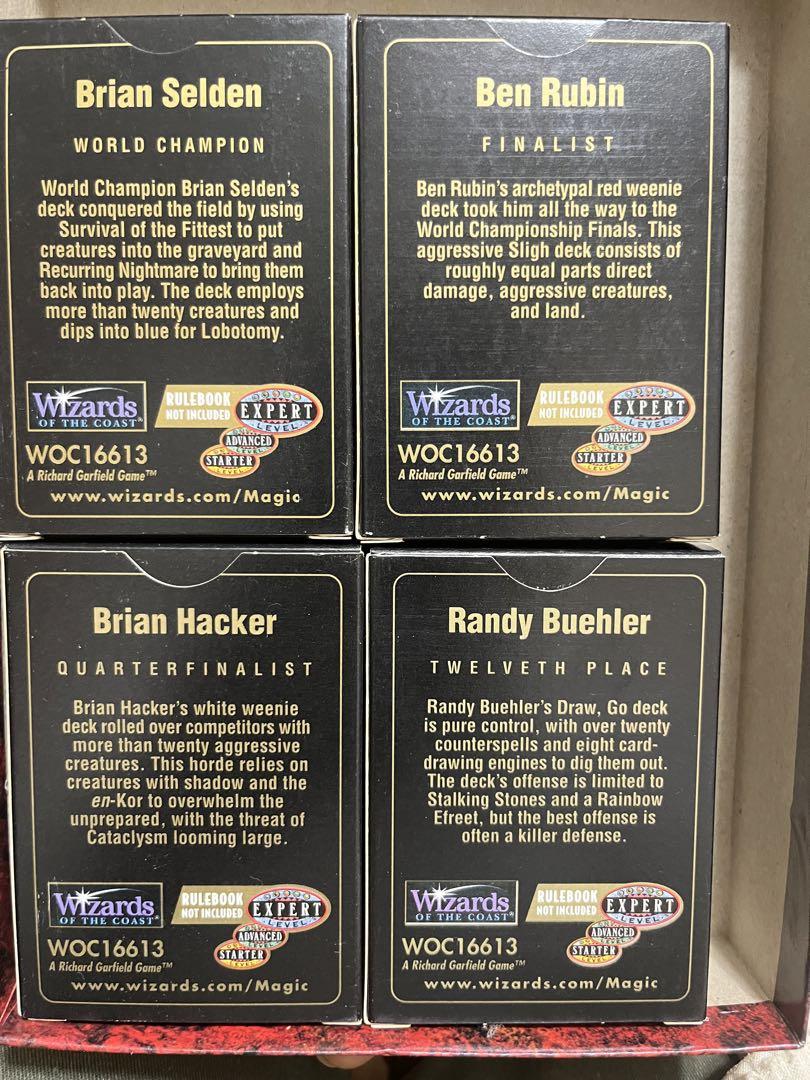 Brian Selden
WORLD CHAMPION
World Champion Brian Selden's
deck conquered the field by using
Survival of the Fittest to put
creatures into the graveyard and
Recurring Nightmare to bring them
back into play. The deck employs
more than twenty creatures and
dips into blue for Lobotomy.
Wizards
OF THE COAST®
RULEBOOK
NOT INCLUDED
EXPERT
LEVEL
ADVANCED
LEVEL
STARTER
LEVEL
WOC16613
A Richard Garfield Game™
www.wizards.com/Magic
Ben Rubin
FINALIST
Ben Rubin's archetypal red weenie
deck took him all the way to the
World Championship Finals. This
aggressive Sligh deck consists of
roughly equal parts direct
damage, aggressive creatures,
and land.
Wizards
OF THE COAST®
RULEBOOK
NOT INCLUDED
EXPERT
LEVEL
ADVANCED
LEVEL
STARTER
LEVEL
WOC16613
A Richard Garfield Game™
www.wizards.com/Magic
Brian Hacker
QUARTERFINALIST
Brian Hacker's white weenie
deck rolled over competitors with
more than twenty aggressive
creatures. This horde relies on
creatures with shadow and the
en-Kor to overwhelm the
unprepared, with the threat of
Cataclysm looming large.
Wizards
OF THE COAST®
RULEBOOK
NOT INCLUDED
EXPERT
LEVEL
ADVANCED
LEVEL
STARTER
LEVEL
WOC16613
A Richard Garfield Game™
www.wizards.com/Magic
Randy Buehler
TWELVETH PLACE
Randy Buehler's Draw, Go deck
is pure control, with over twenty
counterspells and eight card-
drawing engines to dig them out.
The deck's offense is limited to
Stalking Stones and a Rainbow
Efreet, but the best offense is
often a killer defense.
Wizards
OF THE COAST®
RULEBOOK
NOT INCLUDED
EXPERT
LEVEL
ADVANCED
LEVEL
STARTER
LEVEL
WOC16613
A Richard Garfield Game™
www.wizards.com/Magic